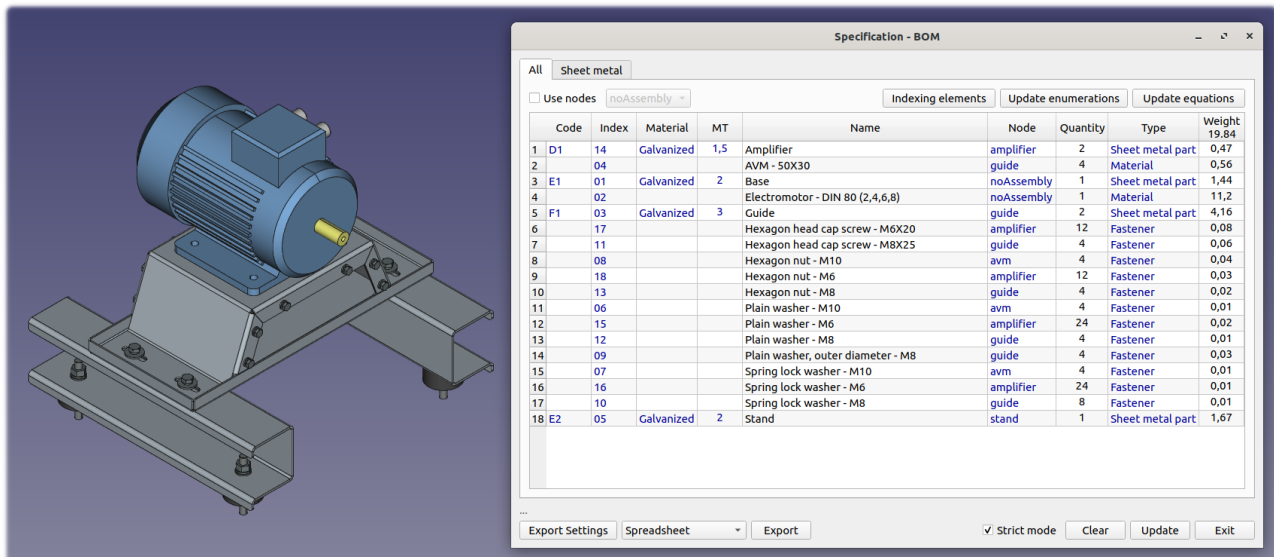 Specification - BOM
All Sheet metal
Use nodes noAssembly Indexing elements Update enumerations Update equations
Code Index Material MT Name Node Quantity Type Weight 19.84
1 D1 14 Galvanized 1,5 Amplifier amplifier 2 Sheet metal part 0,47
2 04 AVM - 50X30 guide 4 Material 0,56
3 E1 01 Galvanized 2 Base noAssembly 1 Sheet metal part 1,44
4 02 Electromotor - DIN 80 (2,4,6,8) noAssembly 1 Material 11,2
5 F1 03 Galvanized 3 Guide guide 2 Sheet metal part 4,16
6 17 Hexagon head cap screw - M6X20 amplifier 12 Fastener 0,08
7 11 Hexagon head cap screw - M8X25 guide 4 Fastener 0,06
8 08 Hexagon nut - M10 avm 4 Fastener 0,04
9 18 Hexagon nut - M6 amplifier 12 Fastener 0,03
10 13 Hexagon nut - M8 guide 4 Fastener 0,02
11 06 Plain washer - M10 avm 4 Fastener 0,01
12 15 Plain washer - M6 amplifier 24 Fastener 0,02
13 12 Plain washer - M8 guide 4 Fastener 0,01
14 09 Plain washer, outer diameter - M8 guide 4 Fastener 0,03
15 07 Spring lock washer - M10 avm 4 Fastener 0,01
16 16 Spring lock washer - M6 amplifier 24 Fastener 0,01
17 10 Spring lock washer - M8 guide 8 Fastener 0,01
18 E2 05 Galvanized 2 Stand stand 1 Sheet metal part 1,67
...
Export Settings Spreadsheet Export Strict mode Clear Update Exit